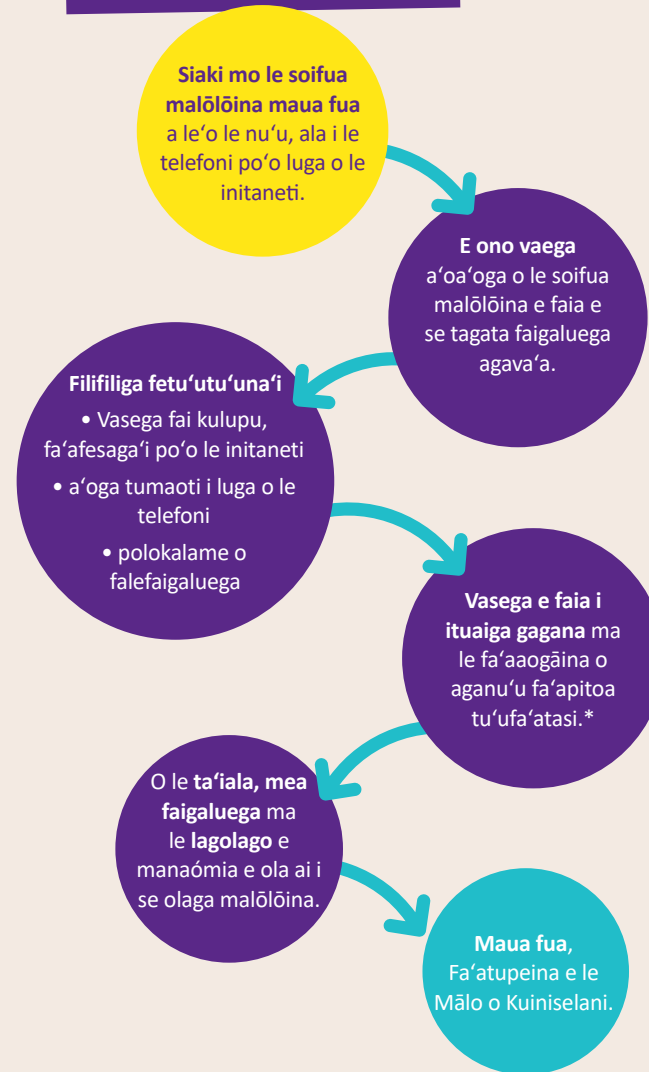 Siaki mo le soifua
malōlōina maua fua
a le‘o le nu‘u, ala i le
telefoni po‘o luga o le
initaneti.
E ono vaega
a‘oa‘oga o le soifua
malōlōina e faia e
se tagata faigaluega
agava‘a.
Filifiliga fetu‘utu‘una‘i
• Vasega fai kulupu,
fa‘afesaga‘i po‘o le initaneti
• a‘oga tumaoti i luga o le
telefoni
• polokalame o
falefaigaluega
Vasega e faia i
ituaiga gagana ma
le fa‘aaogāina o
aganu‘u fa‘apitoa
tu‘ufa‘atasi.*
O le ta‘iala, mea
faigaluega ma
le lagolago e
manaómia e ola ai i
se olaga malōlōina.
Maua fua,
Fa‘atupeina e le
Mālo o Kuiniselani.